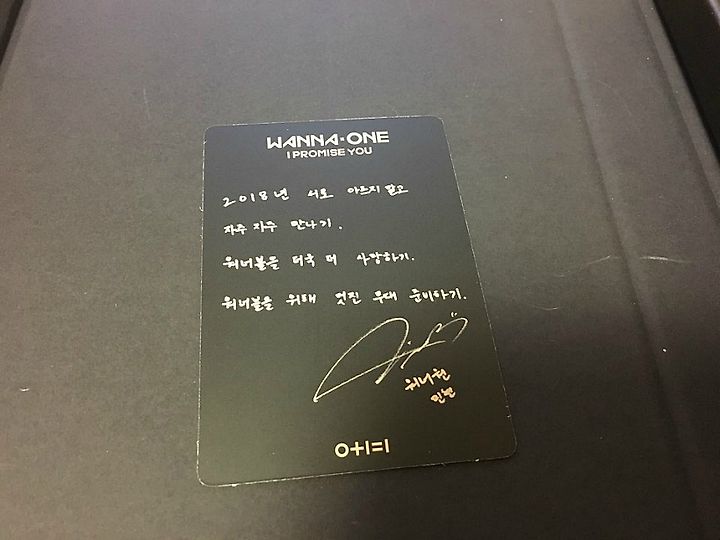 WANNA·ONE
I PROMISE YOU
2018년 서로 아프지 말고
자주 자주 만나기.
워너블을 더욱 더 사랑하기.
워너블을 위해 멋진 무대 준비하기.
워너원
민현
0+1=1